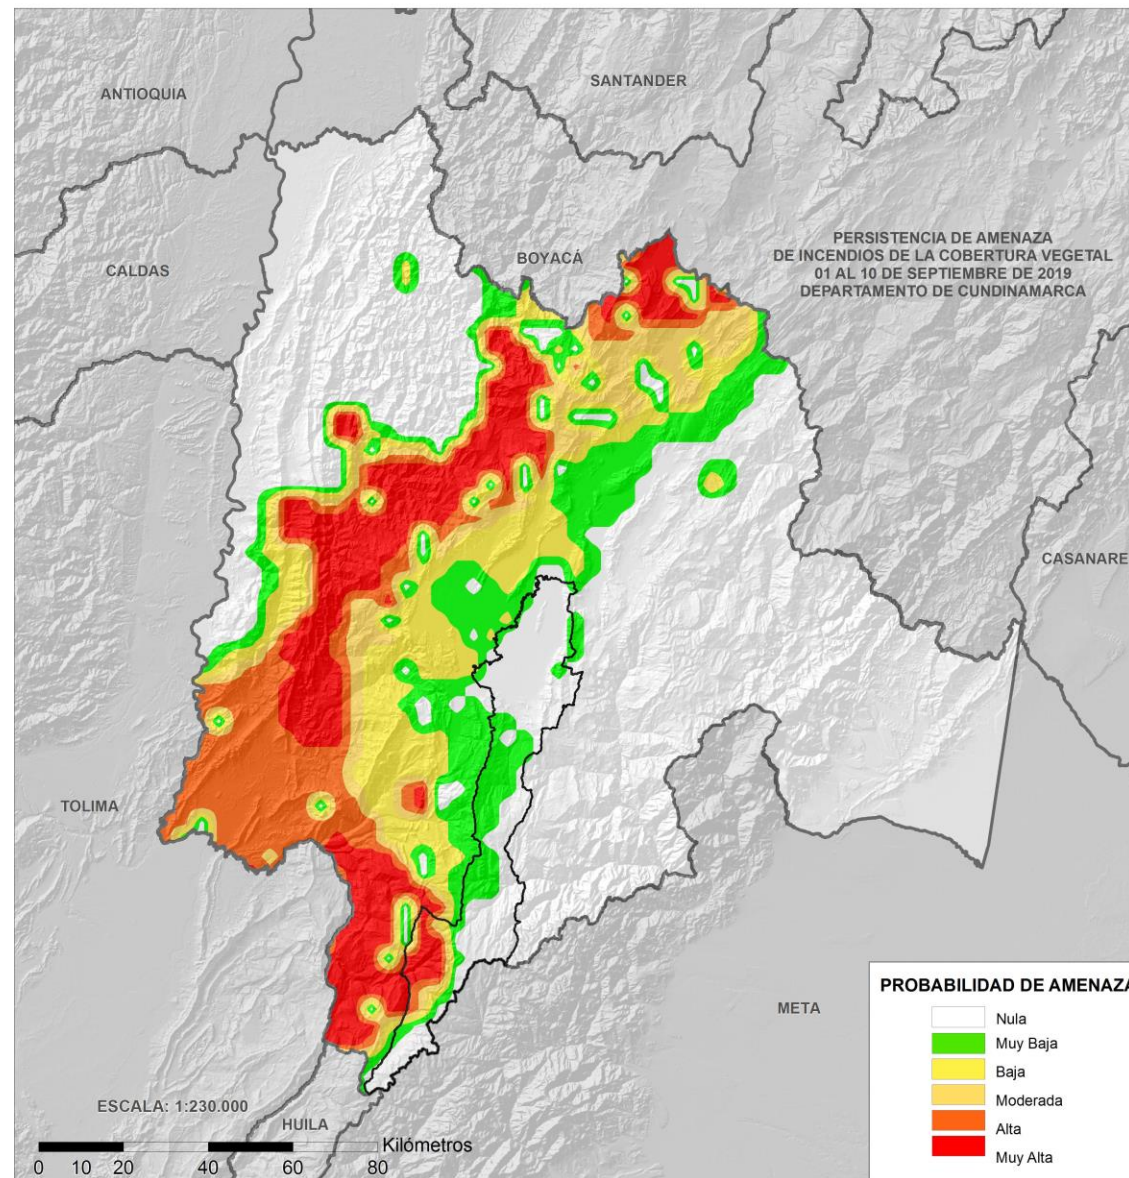 ANTIOQUIA
SANTANDER
PERSISTENCIA DE AMENAZA
DE INCENDIOS DE LA COBERTURA VEGETAL
01 AL 10 DE SEPTIEMBRE DE 2019
DEPARTAMENTO DE CUNDINAMARCA
BOYACÁ
CALDAS
CASANARE
TOLIMA
META
PROBABILIDAD DE AMENAZA
Nula
Muy Baja
Baja
Moderada
Alta
Muy Alta
ESCALA: 1:230.000
HUILA
Kilómetros
0 10 20 40 60 80